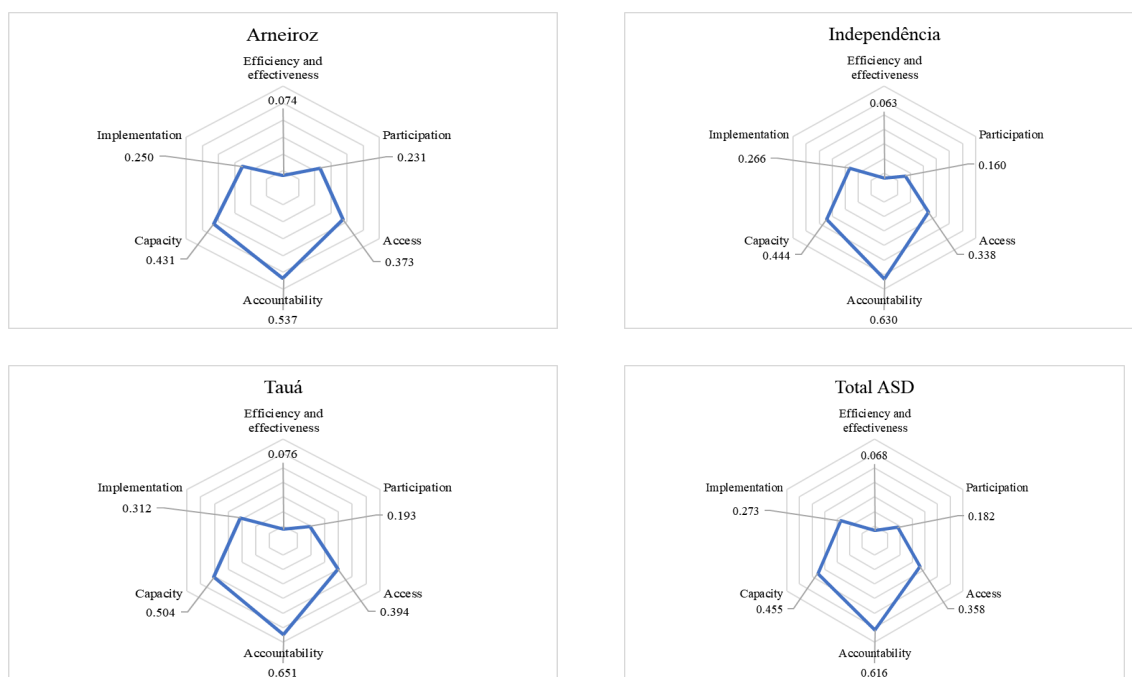 Arneiroz
Efficiency and
effectiveness
0.074
Implementation
0.250
Participation
0.231
Capacity
0.431
Access
0.373
Accountability
0.537
Independência
Efficiency and
effectiveness
0.063
Implementation
0.266
Participation
0.160
Capacity
0.444
Access
0.338
Accountability
0.630
Tauá
Efficiency and
effectiveness
0.076
Implementation
0.312
Participation
0.193
Capacity
0.504
Access
0.394
Accountability
0.651
Total ASD
Efficiency and
effectiveness
0.068
Implementation
0.273
Participation
0.182
Capacity
0.455
Access
0.358
Accountability
0.616